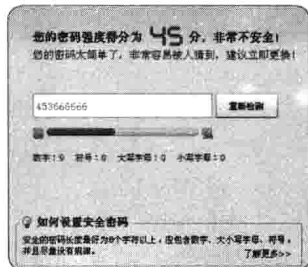 您的密码强度得分为 45 分，非常不安全！
您的密码太简单了，非常容易被人猜到，建议立即更换！
453666666
重新检测
数字：9 符号：0 大写字母：0 小写字母：0
如何设置安全密码
安全的密码长度最好为8个字符以上，应包含数字、大小写字母、符号，
并且尽量没有规律。
了解更多>>